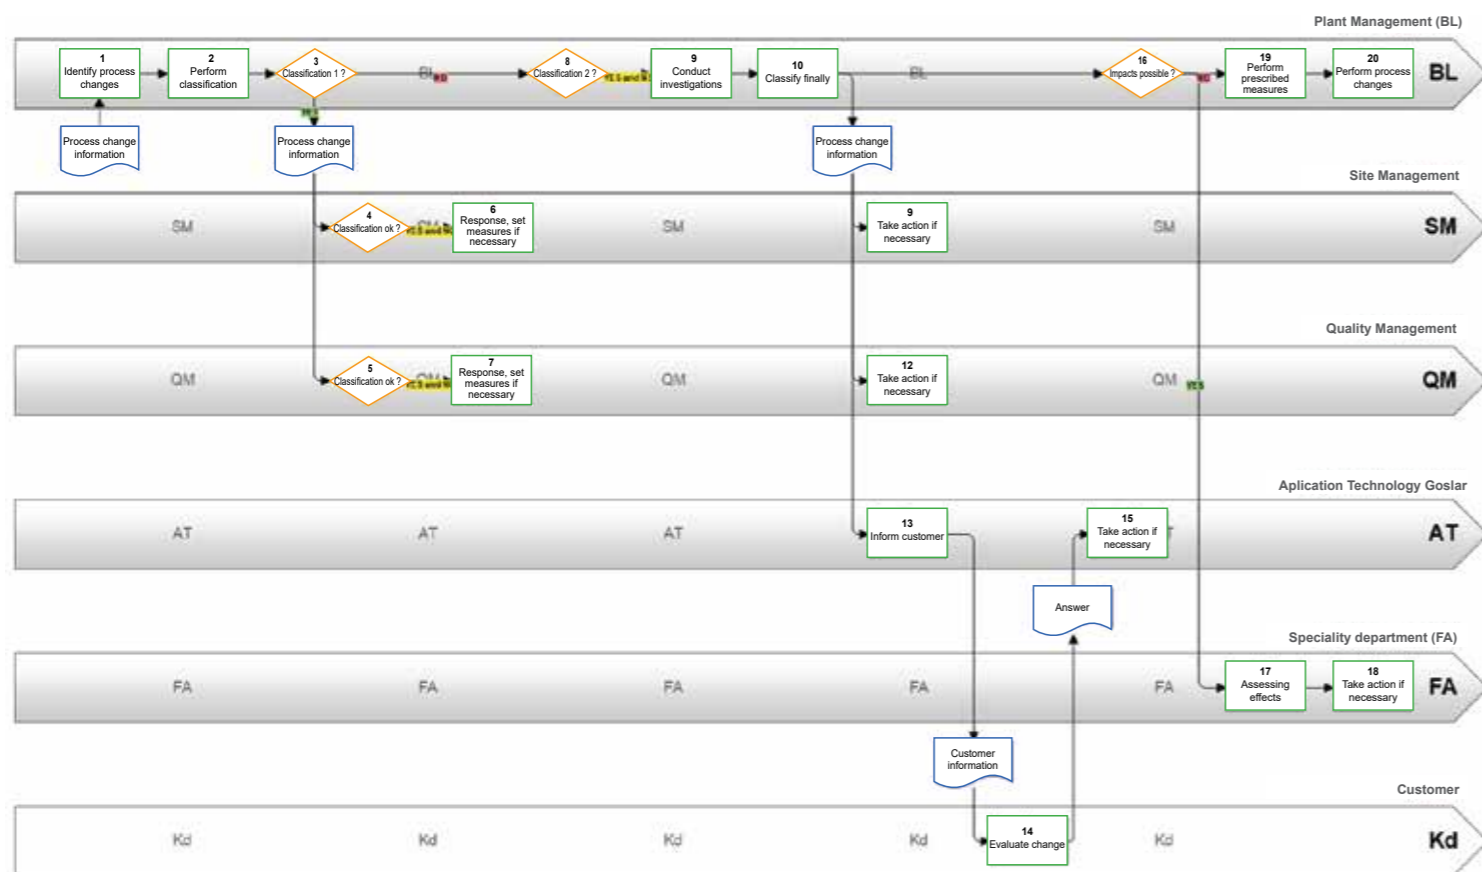 Plant Management (BL)
1
Identify process
changes
2
Perform
classification
3
Classification 1 ?
BL
NO
8
Classification 2 ?
9
Conduct
investigations
10
Classify finally
BL
16
Impacts possible ?
NO
19
Perform
prescribed
measures
20
Perform process
changes
BL
YES
Process change
information
Process change
information
Process change
information
Site Management
SM
4
Classification ok ?
6
Response, set
measures if
necessary
SM
9
Take action if
necessary
SM
SM
Quality Management
QM
5
Classification ok ?
7
Response, set
measures if
necessary
QM
12
Take action if
necessary
QM
YES
QM
Aplication Technology Goslar
AT
AT
AT
13
Inform customer
15
Take action if
necessary
AT
Answer
Speciality department (FA)
FA
FA
FA
FA
FA
17
Assessing
effects
18
Take action if
necessary
FA
Customer
information
Customer
Kd
Kd
Kd
Kd
14
Evaluate change
Kd
Kd